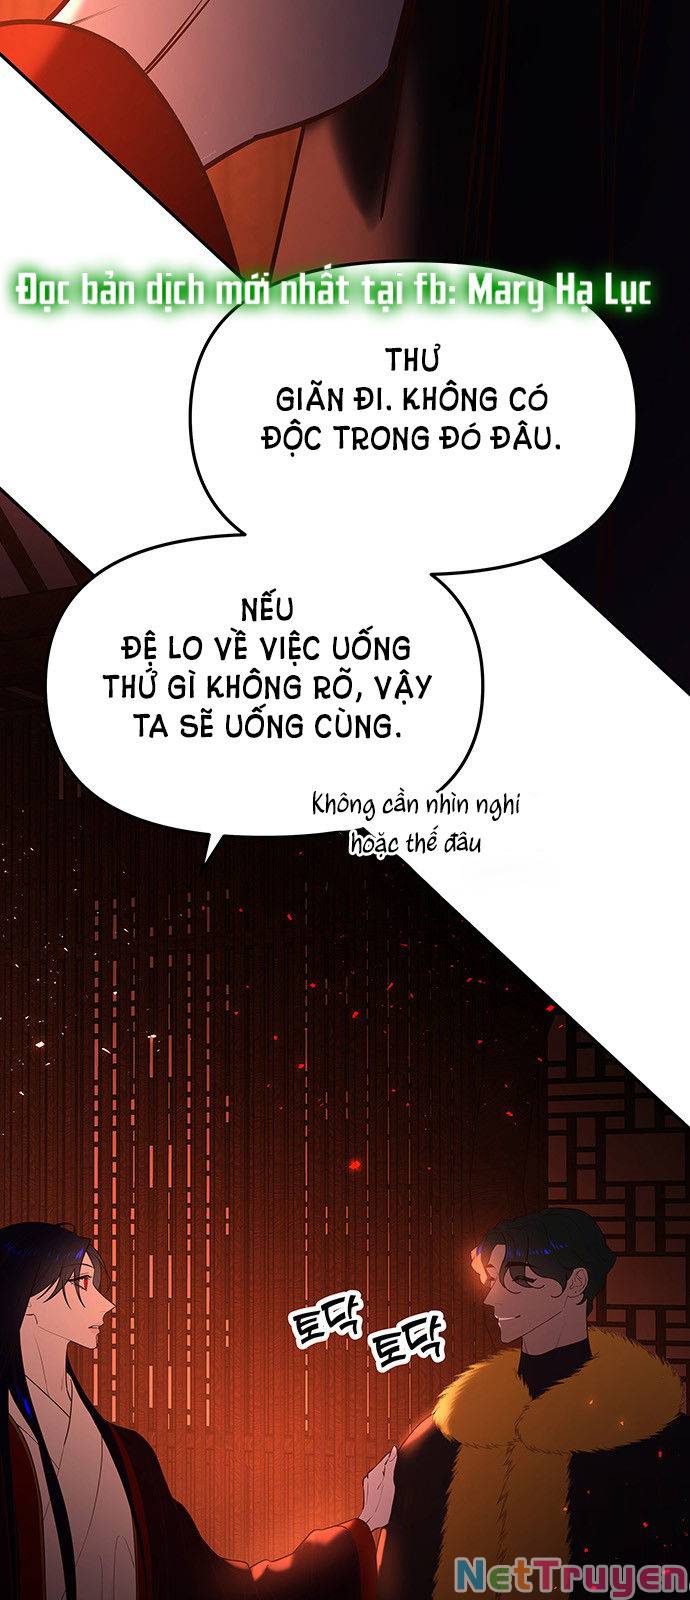 Đọc bản dịch mới nhất tại fb: Mary Hạ Lục
THƯ
GIÃN ĐI. KHÔNG CÓ
ĐỘC TRONG ĐÓ ĐÂU.
NẾU
ĐỆ LO VỀ VIỆC UỐNG
THỨ GÌ KHÔNG RÕ, VẬY
TA SẼ UỐNG CÙNG.
Không cần nhìn nghi
hoặc thế đâu
토닥
토닥
NetTruyen